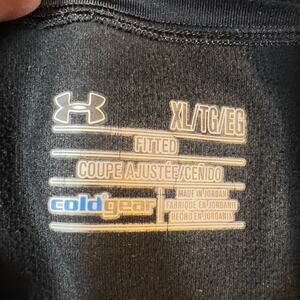 XL/TG/EG
FITTED
COUPE AJUSTÉE/CEÑIDO
coldgear
MADE IN JORDAN
FABRIQUÉ EN JORDANIE
HECHO EN JORDANIA